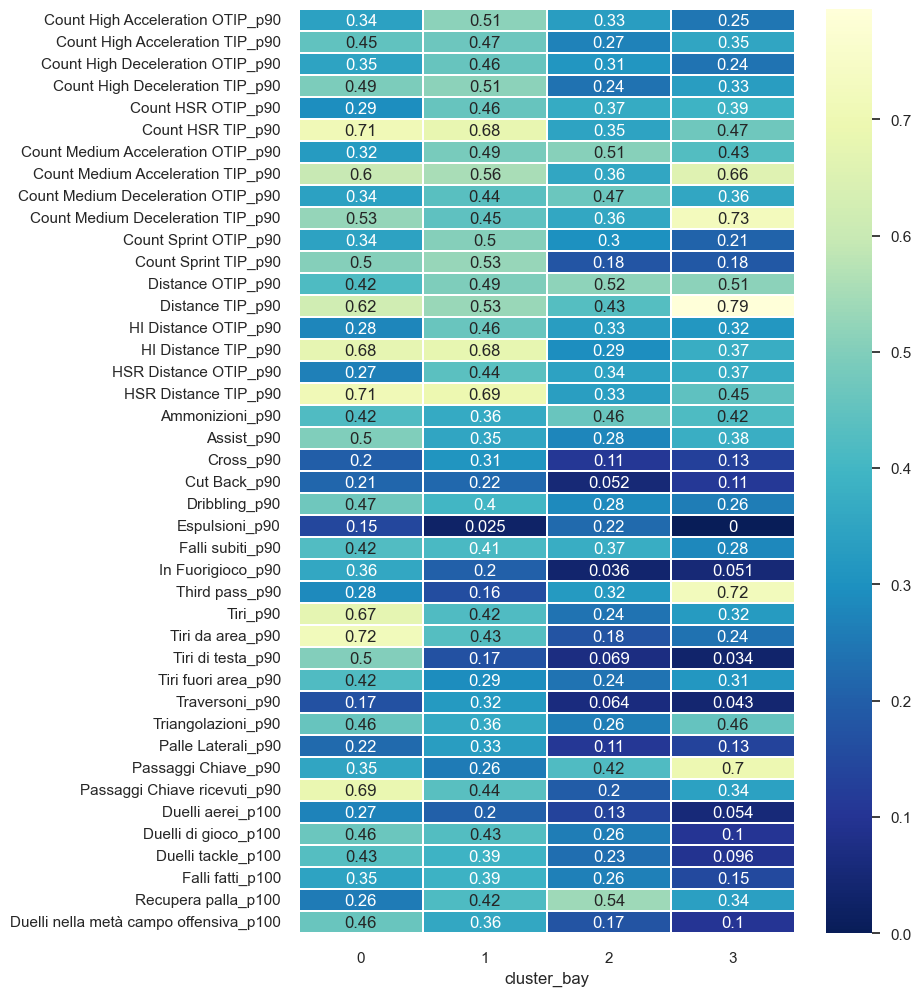 Count High Acceleration OTIP_p90 0.34 0.51 0.33 0.25
Count High Acceleration TIP_p90 0.45 0.47 0.27 0.35
Count High Deceleration OTIP_p90 0.35 0.46 0.31 0.24
Count High Deceleration TIP_p90 0.49 0.51 0.24 0.33
Count HSR OTIP_p90 0.29 0.46 0.37 0.39
Count HSR TIP_p90 0.71 0.68 0.35 0.47
Count Medium Acceleration OTIP_p90 0.32 0.49 0.51 0.43
Count Medium Acceleration TIP_p90 0.6 0.56 0.36 0.66
Count Medium Deceleration OTIP_p90 0.34 0.44 0.47 0.36
Count Medium Deceleration TIP_p90 0.53 0.45 0.36 0.73
Count Sprint OTIP_p90 0.34 0.5 0.3 0.21
Count Sprint TIP_p90 0.5 0.53 0.18 0.18
Distance OTIP_p90 0.42 0.49 0.52 0.51
Distance TIP_p90 0.62 0.53 0.43 0.79
HI Distance OTIP_p90 0.28 0.46 0.33 0.32
HI Distance TIP_p90 0.68 0.68 0.29 0.37
HSR Distance OTIP_p90 0.27 0.44 0.34 0.37
HSR Distance TIP_p90 0.71 0.69 0.33 0.45
Ammonizioni_p90 0.42 0.36 0.46 0.42
Assist_p90 0.5 0.35 0.28 0.38
Cross_p90 0.2 0.31 0.11 0.13
Cut Back_p90 0.21 0.22 0.052 0.11
Dribbling_p90 0.47 0.4 0.28 0.26
Espulsioni_p90 0.15 0.025 0.22 0
Falli subiti_p90 0.42 0.41 0.37 0.28
In Fuorigioco_p90 0.36 0.2 0.036 0.051
Third pass_p90 0.28 0.16 0.32 0.72
Tiri_p90 0.67 0.42 0.24 0.32
Tiri da area_p90 0.72 0.43 0.18 0.24
Tiri di testa_p90 0.5 0.17 0.069 0.034
Tiri fuori area_p90 0.42 0.29 0.24 0.31
Traversoni_p90 0.17 0.32 0.064 0.043
Triangolazioni_p90 0.46 0.36 0.26 0.46
Palle Laterali_p90 0.22 0.33 0.11 0.13
Passaggi Chiave_p90 0.35 0.26 0.42 0.7
Passaggi Chiave ricevuti_p90 0.69 0.44 0.2 0.34
Duelli aerei_p100 0.27 0.2 0.13 0.054
Duelli di gioco_p100 0.46 0.43 0.26 0.1
Duelli tackle_p100 0.43 0.39 0.23 0.096
Falli fatti_p100 0.35 0.39 0.26 0.15
Recupera palla_p100 0.26 0.42 0.54 0.34
Duelli nella metà campo offensiva_p100 0.46 0.36 0.17 0.1
0 1 2 3
cluster_bay
0.7
0.6
0.5
0.4
0.3
0.2
0.1
0.0